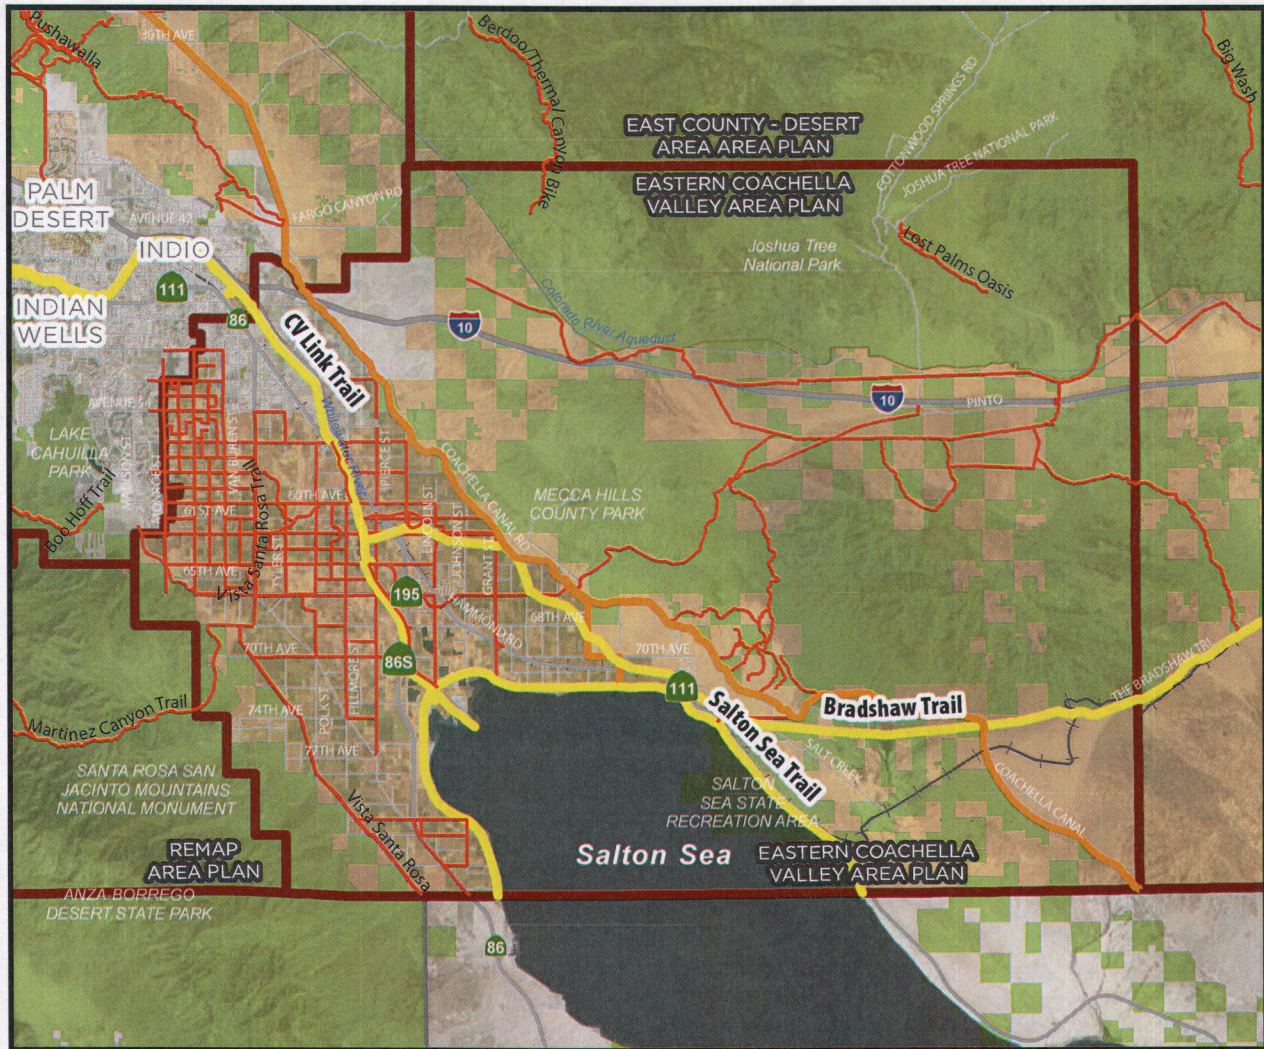 Pushawalla
30TH AVE
Berdoo/Thermal Canyon Bike
Big Wash
COTTONWOOD SPRINGS RD
JOSHUA TREE NATIONAL PARK
EAST COUNTY - DESERT
AREA AREA PLAN
EASTERN COACHELLA
VALLEY AREA PLAN
PALM
DESERT
AVENUE 42
FARGO CANYON RD
INDIO
Joshua Tree
National Park
Lost Palms Oasis
111
INDIAN
WELLS
86
10
Colorado River Aqueduct
CV Link Trail
10
PINTO
AVENUE 54
LAKE
CAHUILLA
PARK
MADISON ST
MONROE ST
VAN BUREN ST
Whitewater River
PIERCE ST
COACHELLA CANAL RD
Boo Hoff Trail
60TH AVE
61ST AVE
MECCA HILLS
COUNTY PARK
65TH AVE
Vista Santa Rosa Trail
TYLER ST
LINCOLN ST
JOHNSON ST
GRANT ST
195
HAMMOND RD
68TH AVE
70TH AVE
70TH AVE
86S
FILLMORE ST
POLK ST
111
THE BRADSHAW TRL
Bradshaw Trail
Salton Sea Trail
Martinez Canyon Trail
74TH AVE
77TH AVE
SALT CREEK
COACHELLA CANAL
SANTA ROSA SAN
JACINTO MOUNTAINS
NATIONAL MONUMENT
SALTON
SEA STATE
RECREATION AREA
Vista Santa Rosa
REMAP
AREA PLAN
Salton Sea
EASTERN COACHELLA
VALLEY AREA PLAN
ANZA-BORREGO
DESERT STATE PARK
86